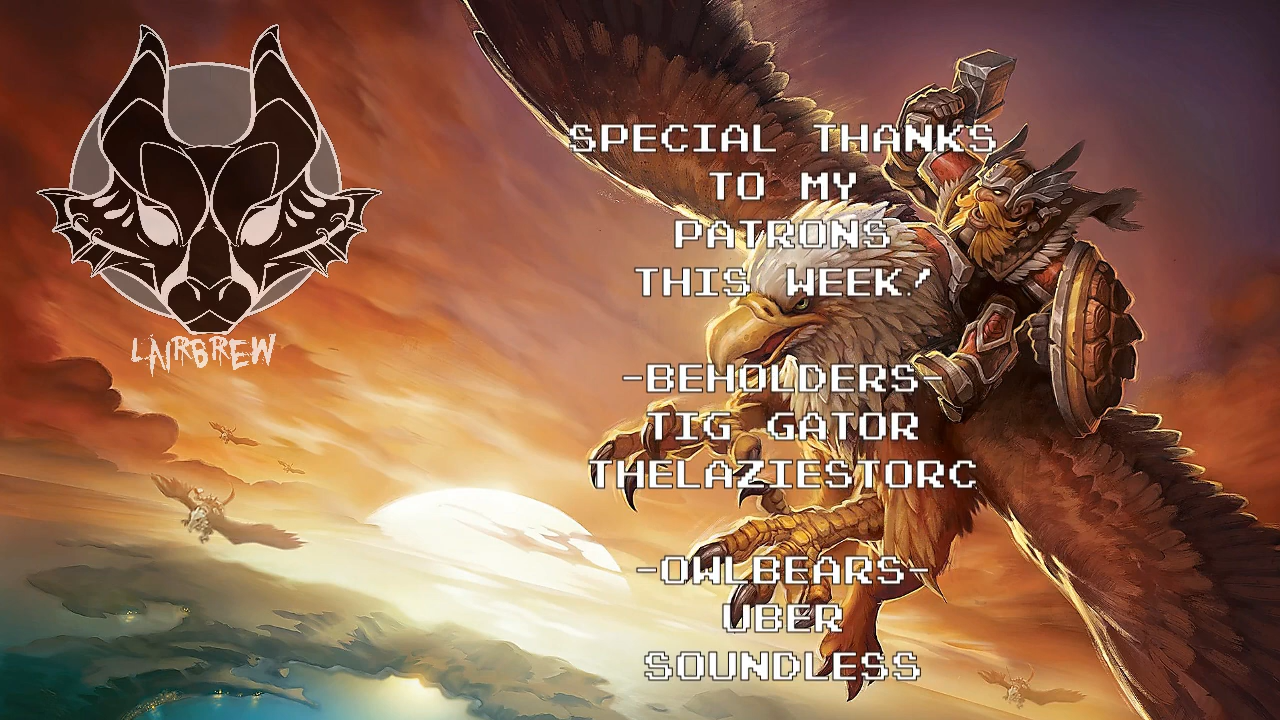 LAIRBREW
SPECIAL THANKS
TO MY
PATRONS
THIS WEEK!
-BEHOLDERS-
TIG GATOR
THELAZIESTORC
-OWLBEARS-
UBER
SOUNDLESS